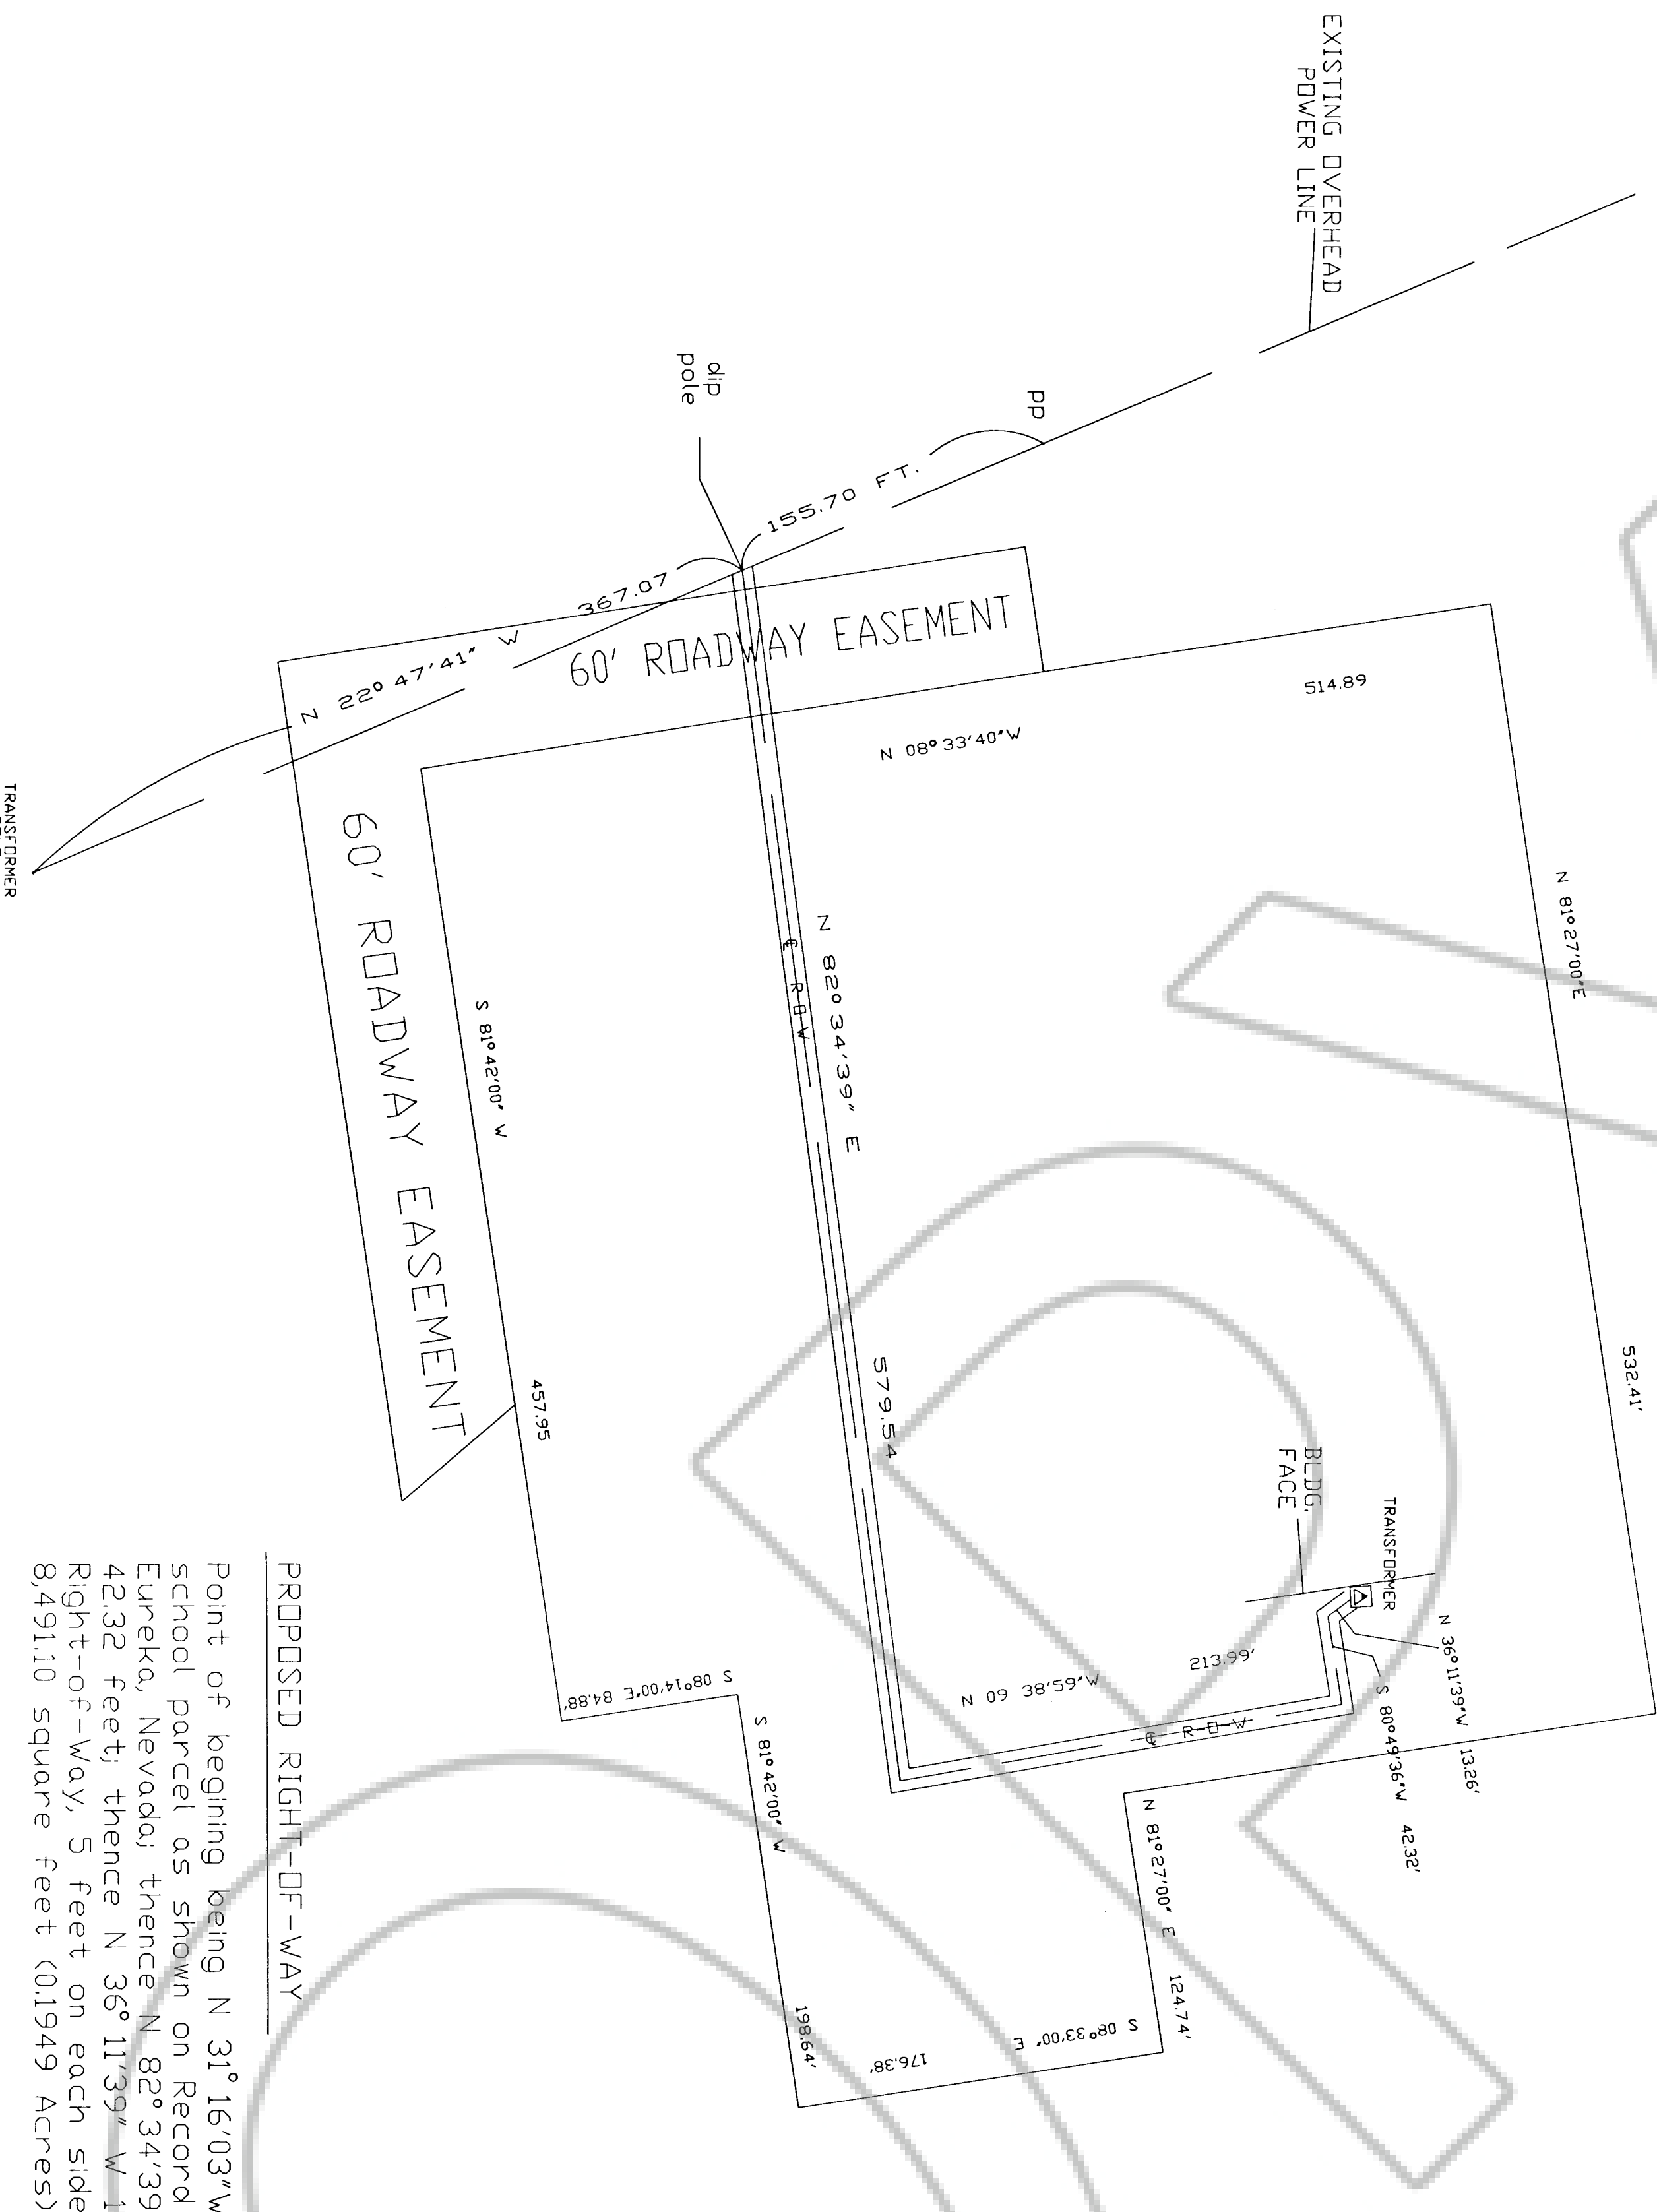 EXISTING OVERHEAD
POWER LINE
pp
dip
pole
155.70 FT.
367.07
N 22° 47'41" W
TRANSFORMER
60' ROADWAY EASEMENT
60' ROADWAY EASEMENT
514.89
N 08° 33'40"W
N 81° 27'00"E
532.41'
N 82° 34'39" E
579.54
℄ R-O-W
S 81° 42'00" W
457.95
BLDG.
FACE
TRANSFORMER
N 36°11'39"W 13.26'
S 80°49'36"W 42.32'
213.99'
N 09 38'59"W
℄ R-O-W
S 08°14'00"E 84.88'
S 81° 42'00" W
198.64'
N 81° 27'00" E
124.74'
S 08°33'00" E
176.38'
PROPOSED RIGHT-OF-WAY
Point of begining being N 31° 16'03"W
school parcel as shown on Record
Eureka, Nevada; thence N 82° 34'39
42.32 feet; thence N 36° 11'39" W 1
Right-of-Way, 5 feet on each side
8,491.10 square feet (0.1949 Acres)